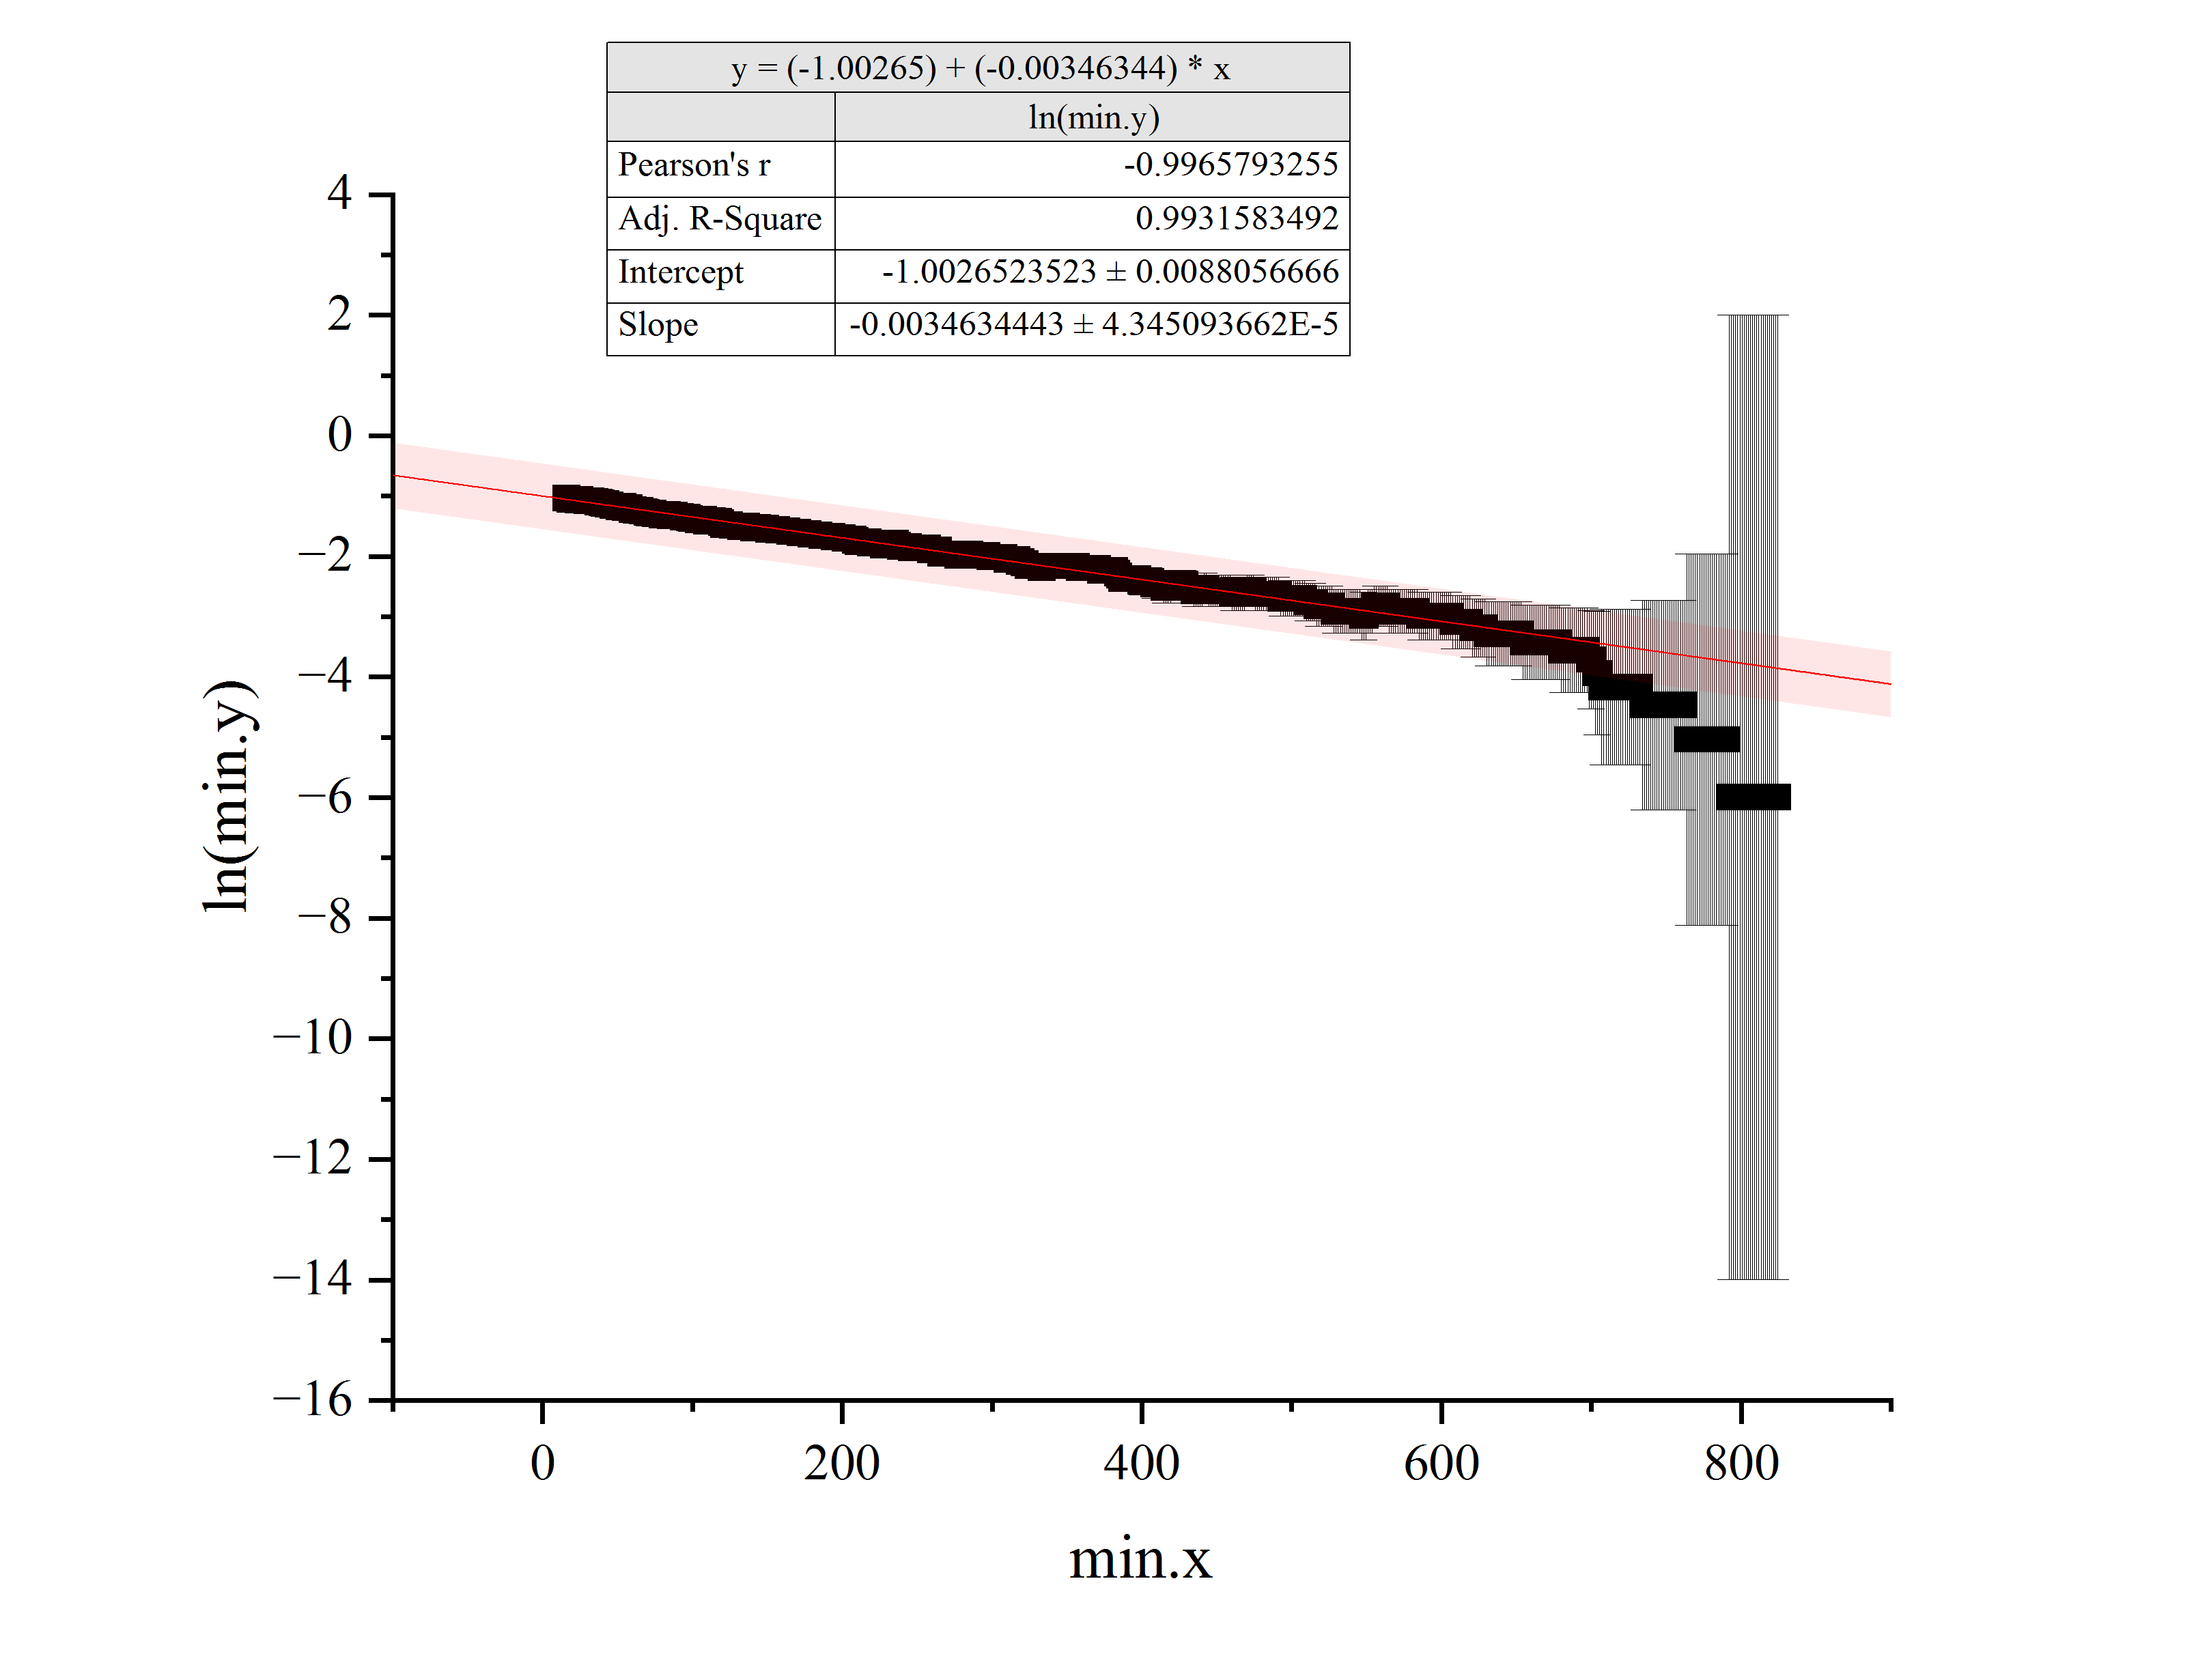 y = (-1.00265) + (-0.00346344) * x
ln(min.y)
Pearson's r -0.9965793255
Adj. R-Square 0.9931583492
Intercept -1.0026523523 ± 0.0088056666
Slope -0.0034634443 ± 4.345093662E-5
4
2
0
−2
−4
−6
−8
−10
−12
−14
−16
ln(min.y)
0 200 400 600 800
min.x